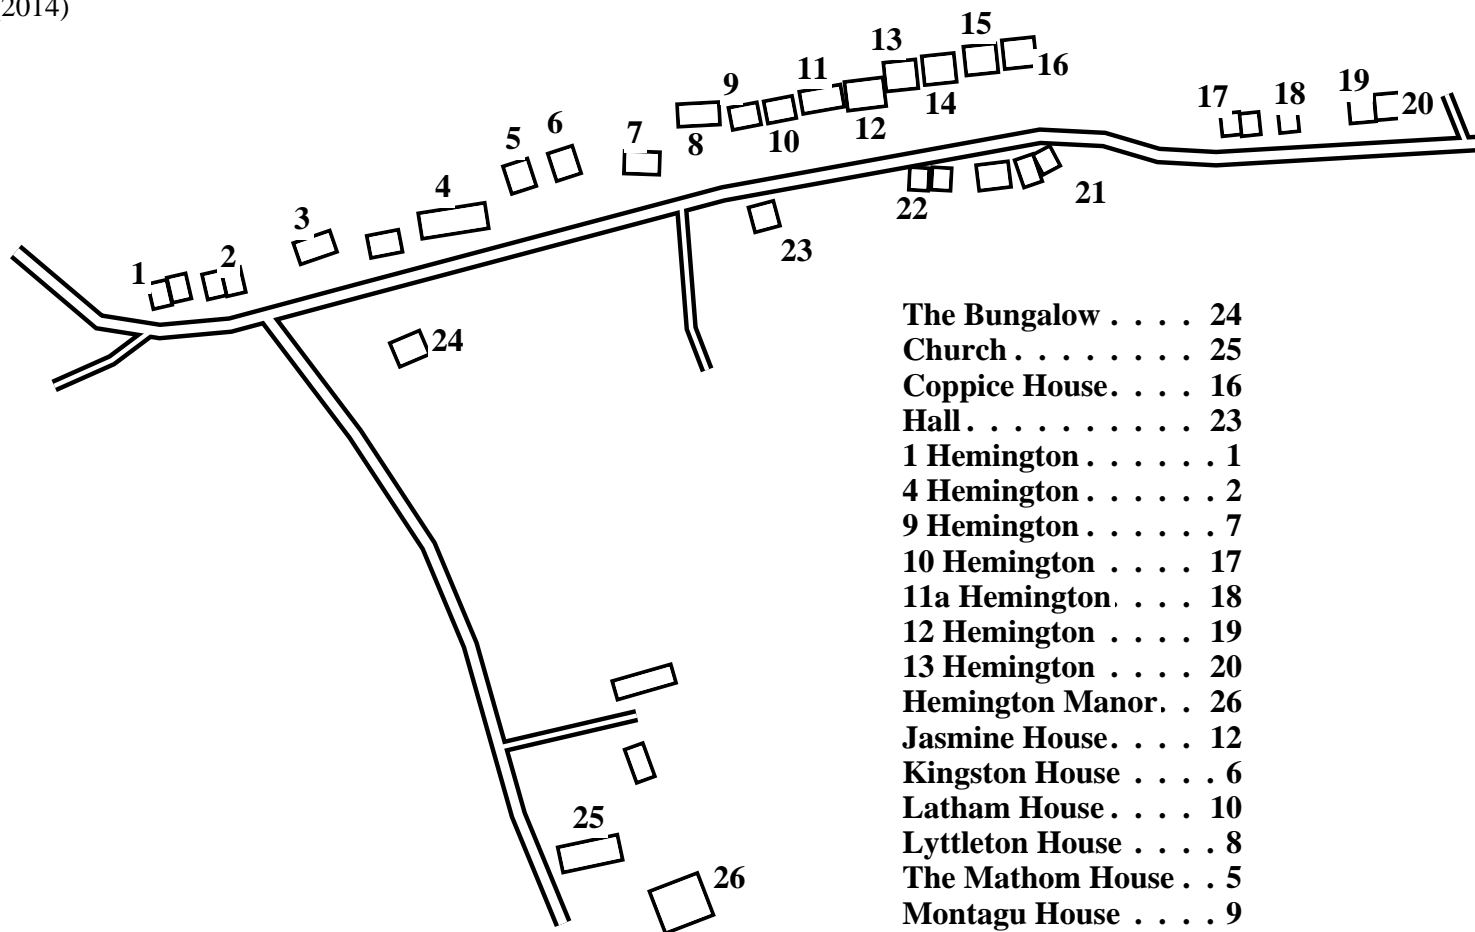 2014)
15
13
16
11
14
9
12
10
8
7
6
5
4
3
2
1
17
18
19
20
21
22
23
24
25
26
The Bungalow . . . . 24
Church . . . . . . . . 25
Coppice House. . . . 16
Hall . . . . . . . . . . 23
1 Hemington . . . . . . 1
4 Hemington . . . . . . 2
9 Hemington . . . . . . 7
10 Hemington . . . . 17
11a Hemington. . . . 18
12 Hemington . . . . 19
13 Hemington . . . . 20
Hemington Manor. . 26
Jasmine House. . . . 12
Kingston House . . . . 6
Latham House . . . . 10
Lyttleton House . . . . 8
The Mathom House . . 5
Montagu House . . . . 9